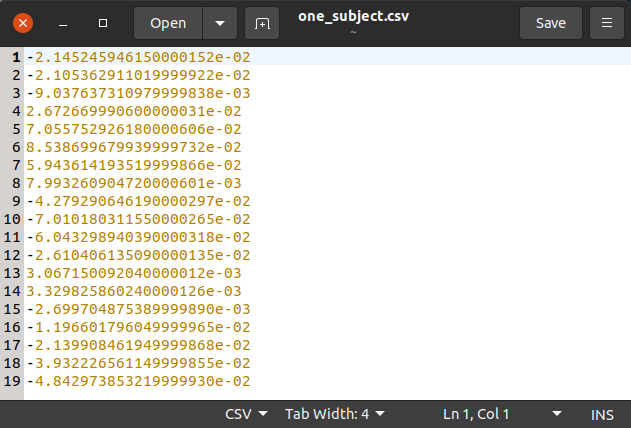 Open
one_subject.csv
~
Save
1 -2.145245946150000152e-02
2 -2.105362911019999922e-02
3 -9.037637310979999838e-03
4 2.672669990600000031e-02
5 7.055752926180000606e-02
6 8.538699679939999732e-02
7 5.943614193519999866e-02
8 7.993260904720000601e-03
9 -4.279290646190000297e-02
10 -7.010180311550000265e-02
11 -6.043298940390000318e-02
12 -2.610406135090000135e-02
13 3.067150092040000012e-03
14 3.329825860240000126e-03
15 -2.699704875389999890e-03
16 -1.196601796049999965e-02
17 -2.139908461949999868e-02
18 -3.932226561149999855e-02
19 -4.842973853219999930e-02
CSV Tab Width: 4 Ln 1, Col 1 INS